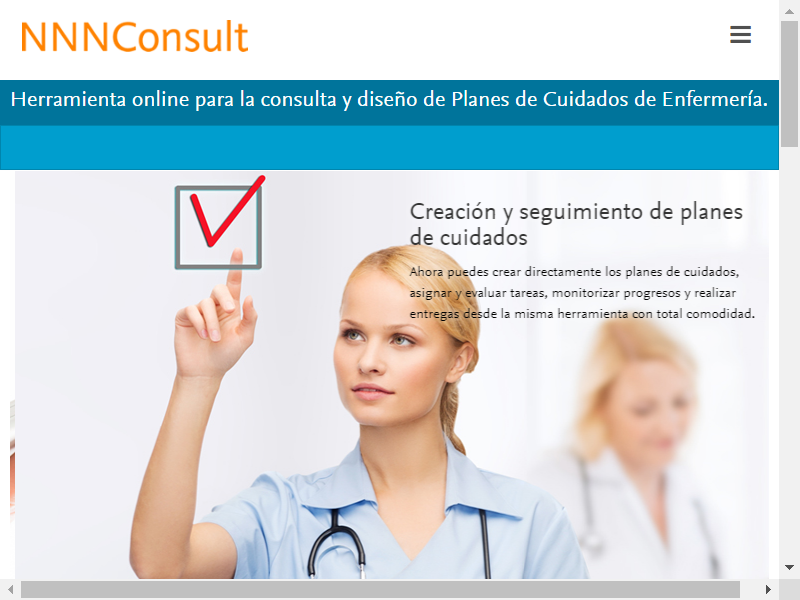 NNNConsult
Herramienta online para la consulta y diseño de Planes de Cuidados de Enfermería.
Creación y seguimiento de planes
de cuidados
Ahora puedes crear directamente los planes de cuidados,
asignar y evaluar tareas, monitorizar progresos y realizar
entregas desde la misma herramienta con total comodidad.